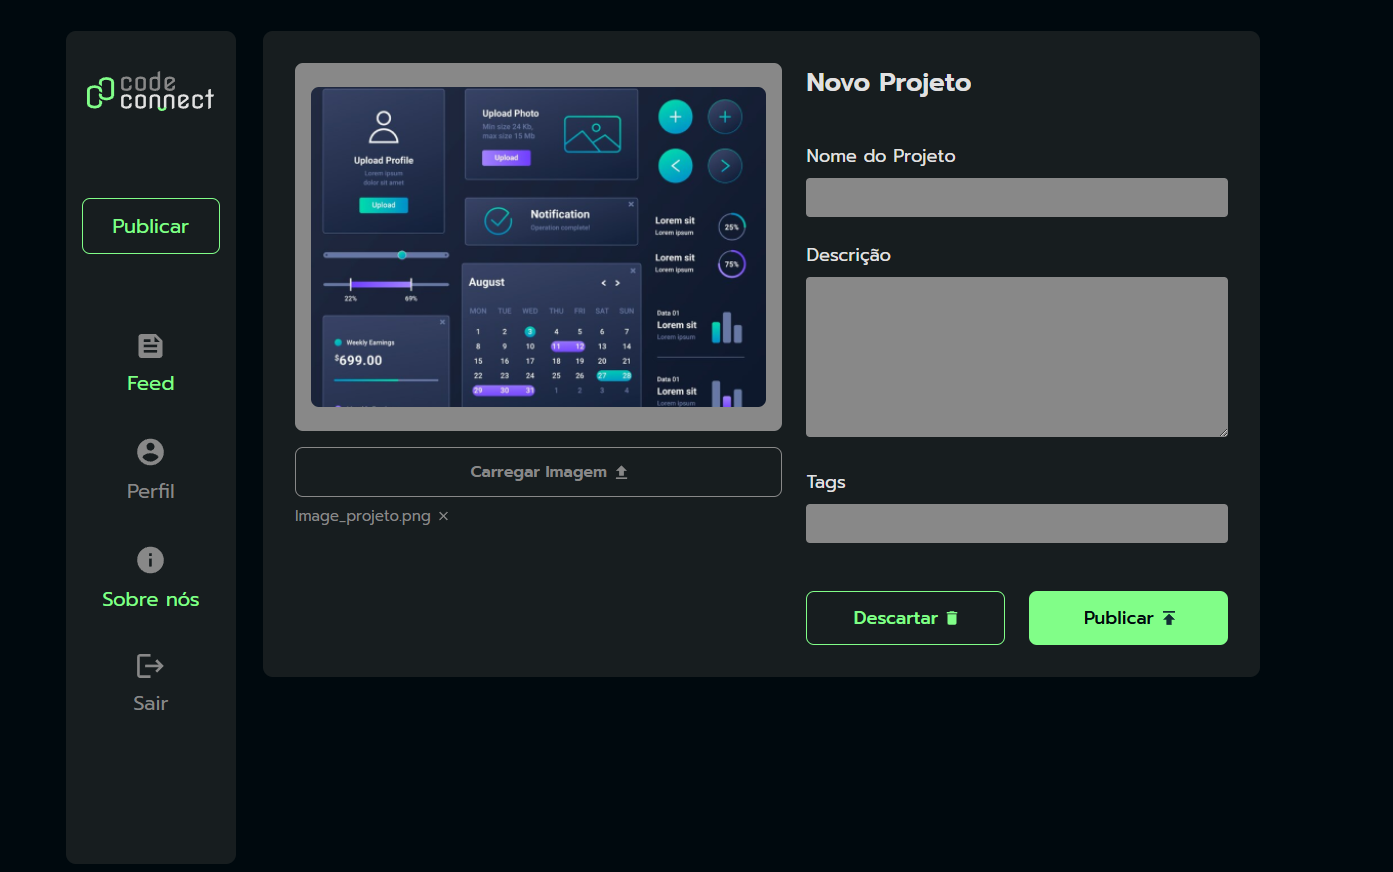 code
connect
Publicar
Feed
Perfil
Sobre nós
Sair
Upload Profile
Lorem ipsum
dolor sit amet
Upload
22%
69%
Weekly Earnings
$699.00
Upload Photo
Min size 24 Kb,
max size 15 Mb
Upload
Notification
Operation complete!
August
MON TUE WED THU FRI SAT SUN
1 2 3 4 5 6 7
8 9 10 11 12 13 14
15 16 17 18 19 20 21
22 23 24 25 26 27 28
29 30 31 1 2 3 4
Lorem sit
Lorem ipsum
25%
Lorem sit
Lorem ipsum
75%
Data 01
Lorem sit
Lorem ipsum
Data 01
Lorem sit
Lorem ipsum
Carregar Imagem
Image_projeto.png
Novo Projeto
Nome do Projeto
Descrição
Tags
Descartar
Publicar